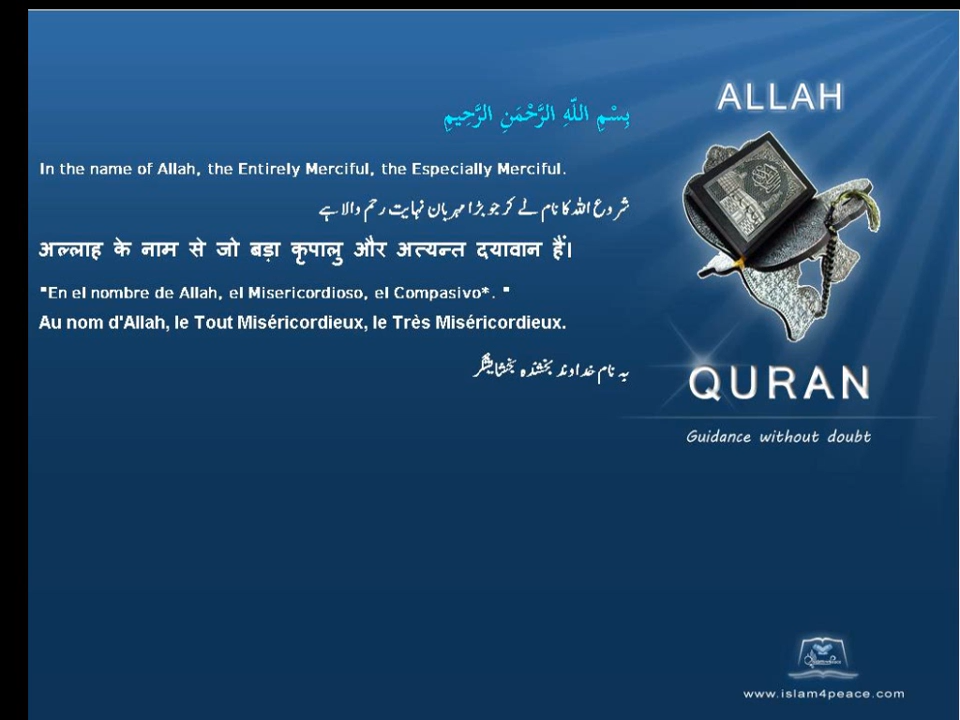 بِسْمِ اللّهِ الرَّحْمَنِ الرَّحِيمِ
In the name of Allah, the Entirely Merciful, the Especially Merciful.
شروع الله کا نام لے کر جو بڑا مہربان نہایت رحم والا ہے
अल्लाह के नाम से जो बड़ा कृपालु और अत्यन्त दयावान हैं।
"En el nombre de Allah, el Misericordioso, el Compasivo*. "
Au nom d'Allah, le Tout Miséricordieux, le Très Miséricordieux.
به نام خداوند بخشنده بخشایشگر
ALLAH
QURAN
Guidance without doubt
www.islam4peace.com